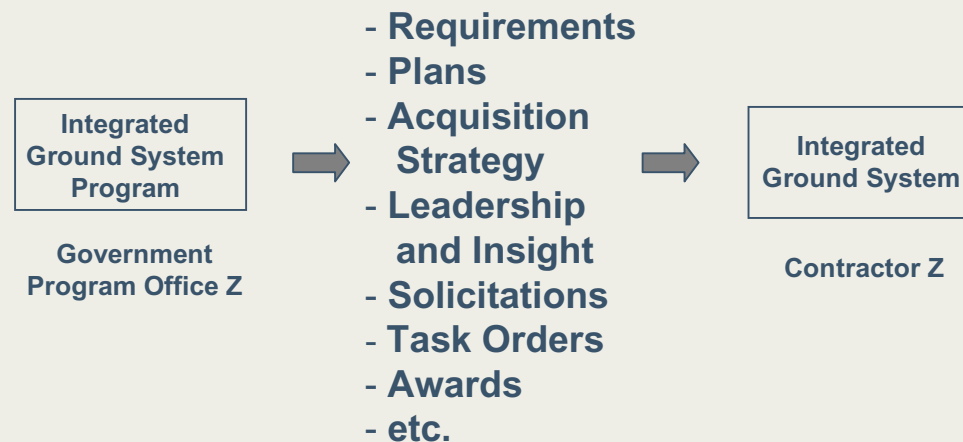 Integrated
Ground System
Program
Government
Program Office Z
- Requirements
- Plans
- Acquisition
Strategy
- Leadership
and Insight
- Solicitations
- Task Orders
- Awards
- etc.
Integrated
Ground System
Contractor Z